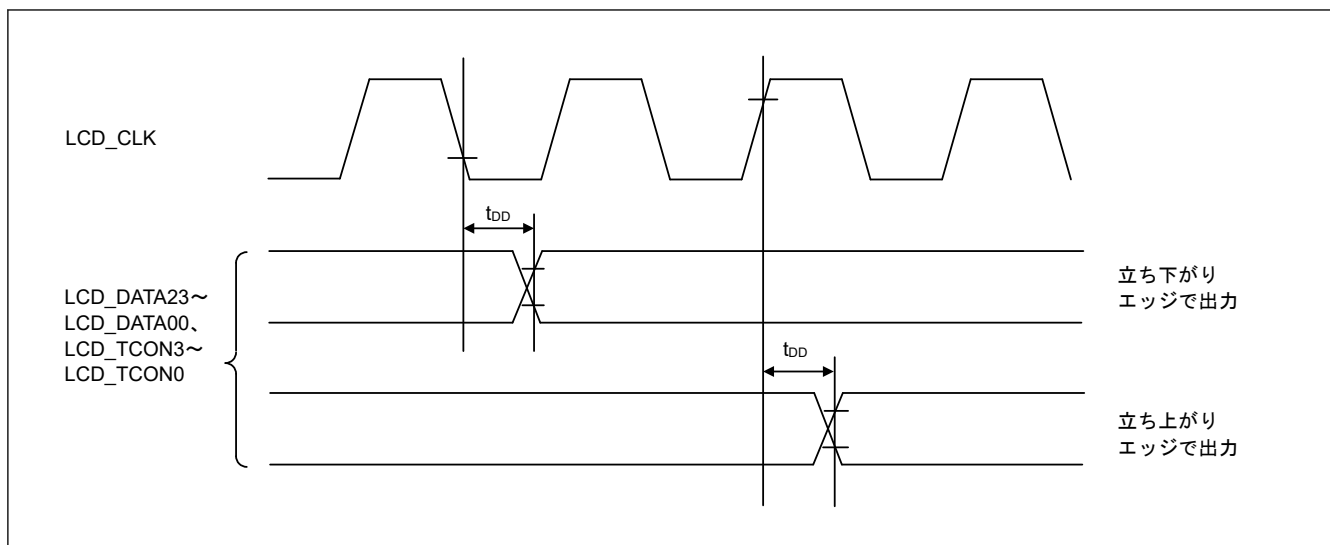 LCD_CLK
tDD
LCD_DATA23～
LCD_DATA00、
LCD_TCON3～
LCD_TCON0
立ち下がり
エッジで出力
tDD
立ち上がり
エッジで出力